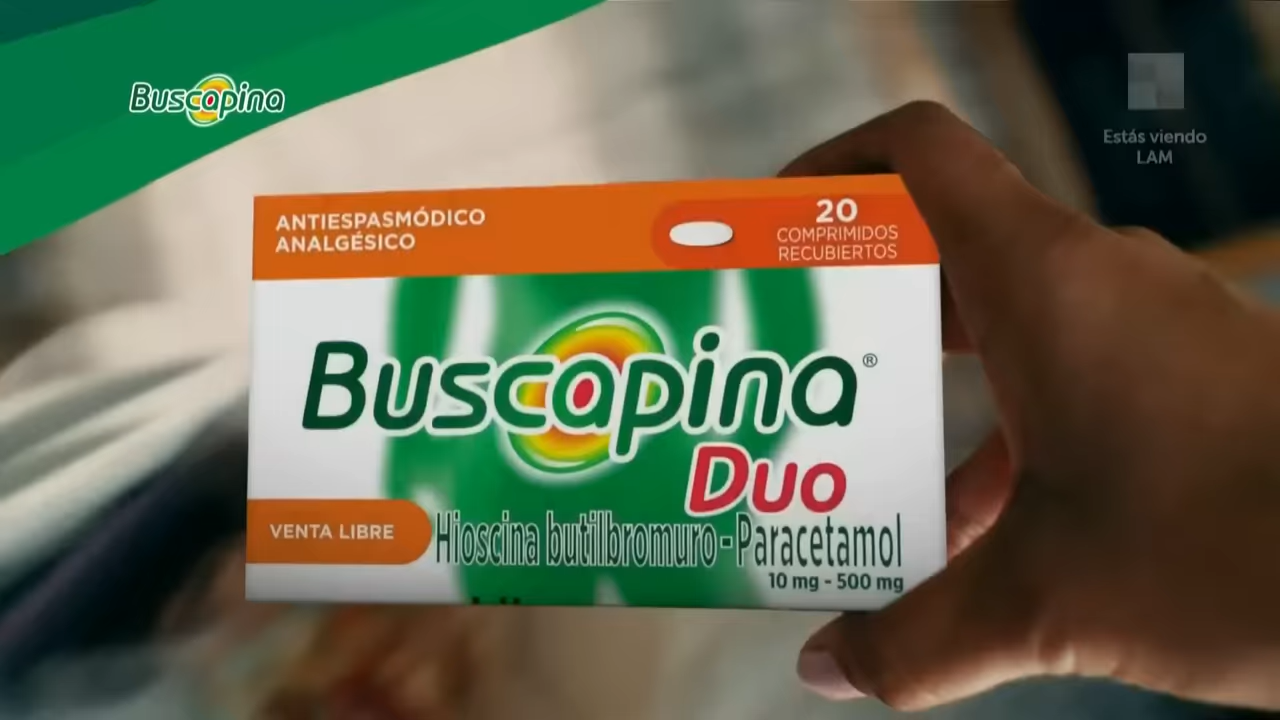 Buscapina
Estás viendo
LAM
ANTIESPASMÓDICO
ANALGÉSICO
20
COMPRIMIDOS
RECUBIERTOS
Buscapina®
Duo
VENTA LIBRE
Hioscina butilbromuro - Paracetamol
10 mg - 500 mg